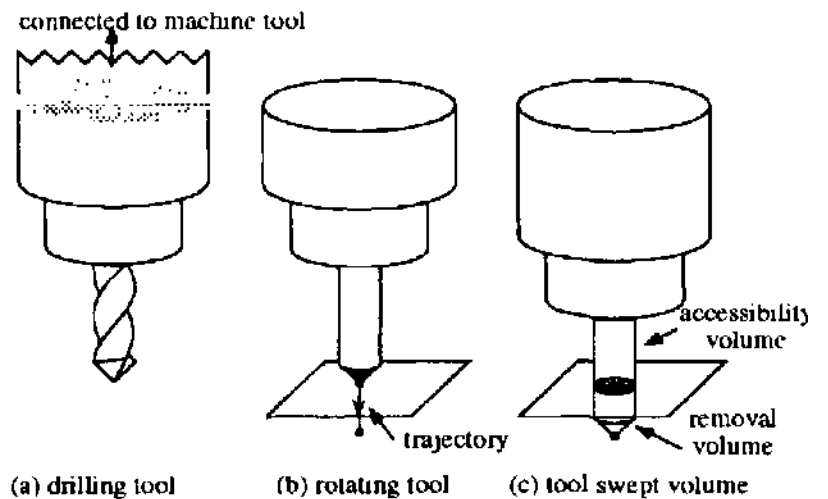 connected to machine tool
accessibility
volume
removal
volume
trajectory
(a) drilling tool
(b) rotating tool
(c) tool swept volume